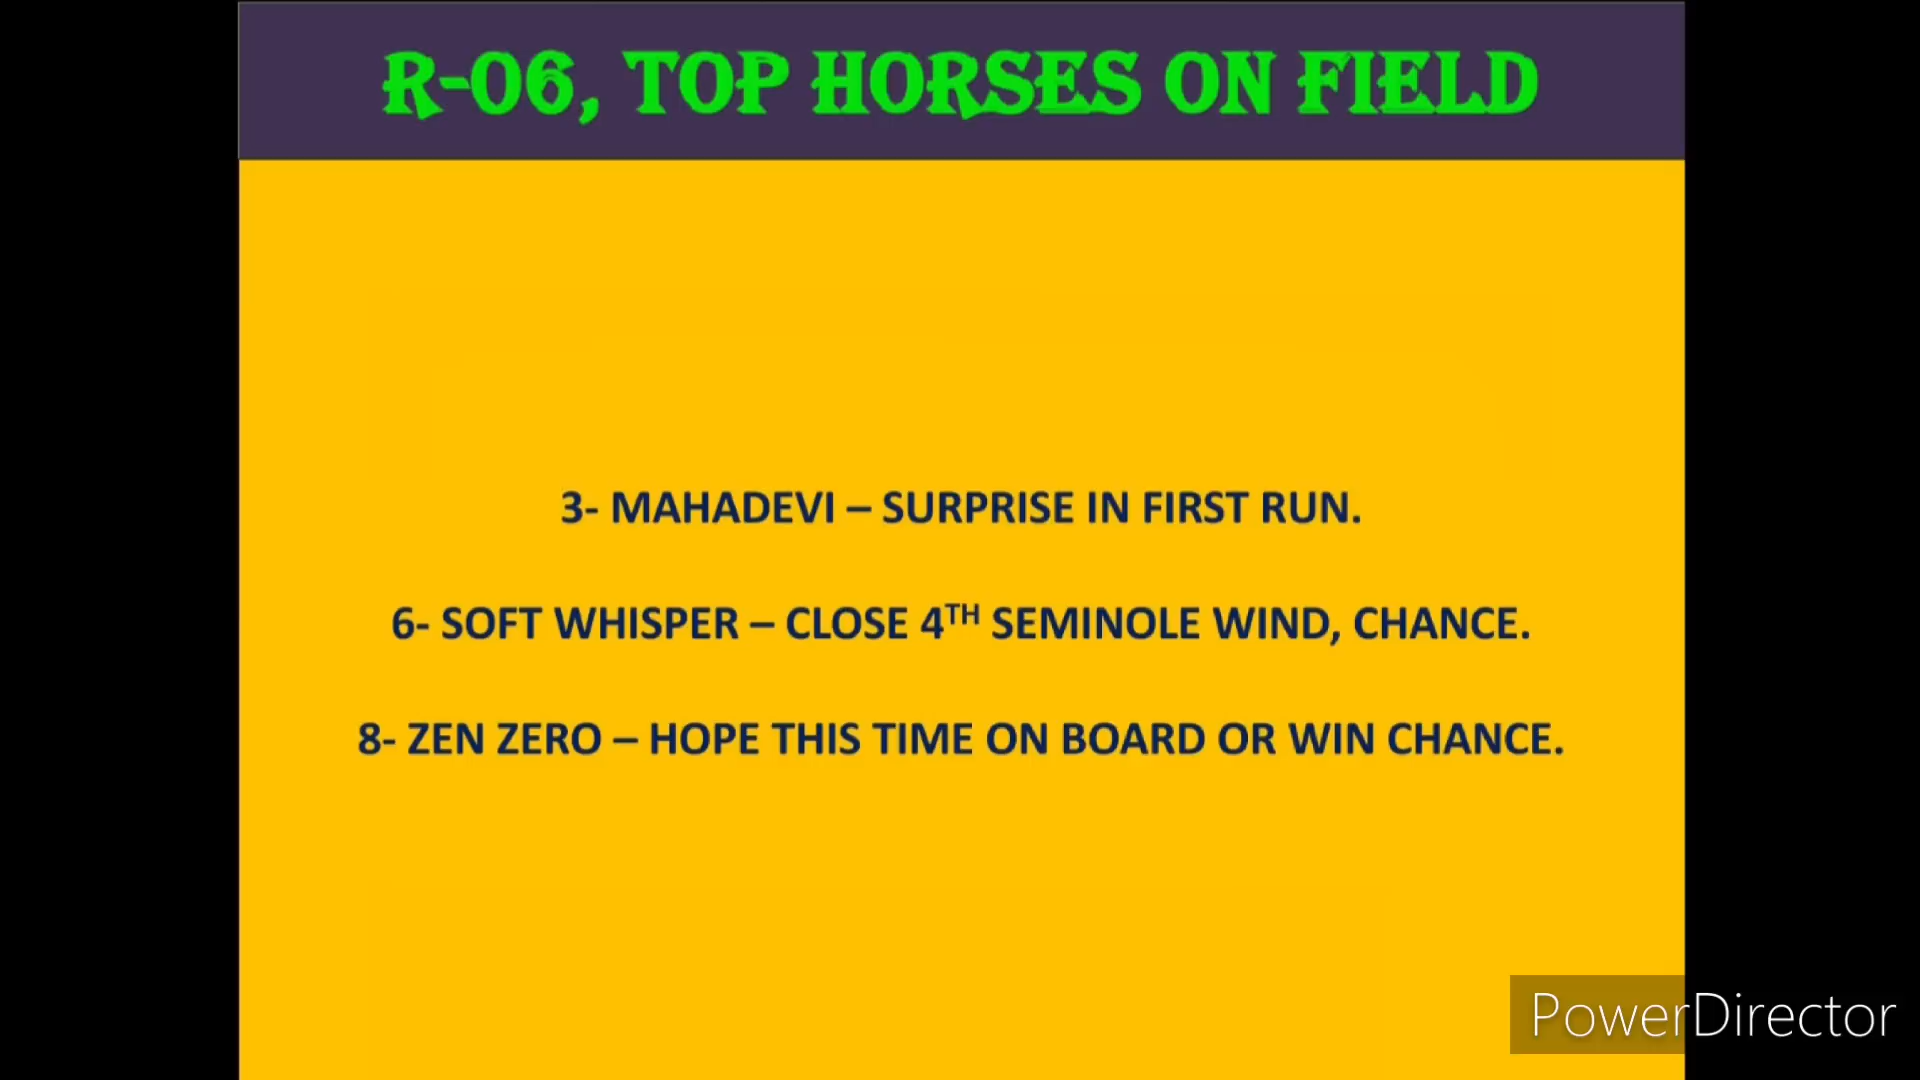 R-06, TOP HORSES ON FIELD
3- MAHADEVI – SURPRISE IN FIRST RUN.
6- SOFT WHISPER – CLOSE 4TH SEMINOLE WIND, CHANCE.
8- ZEN ZERO – HOPE THIS TIME ON BOARD OR WIN CHANCE.
PowerDirector